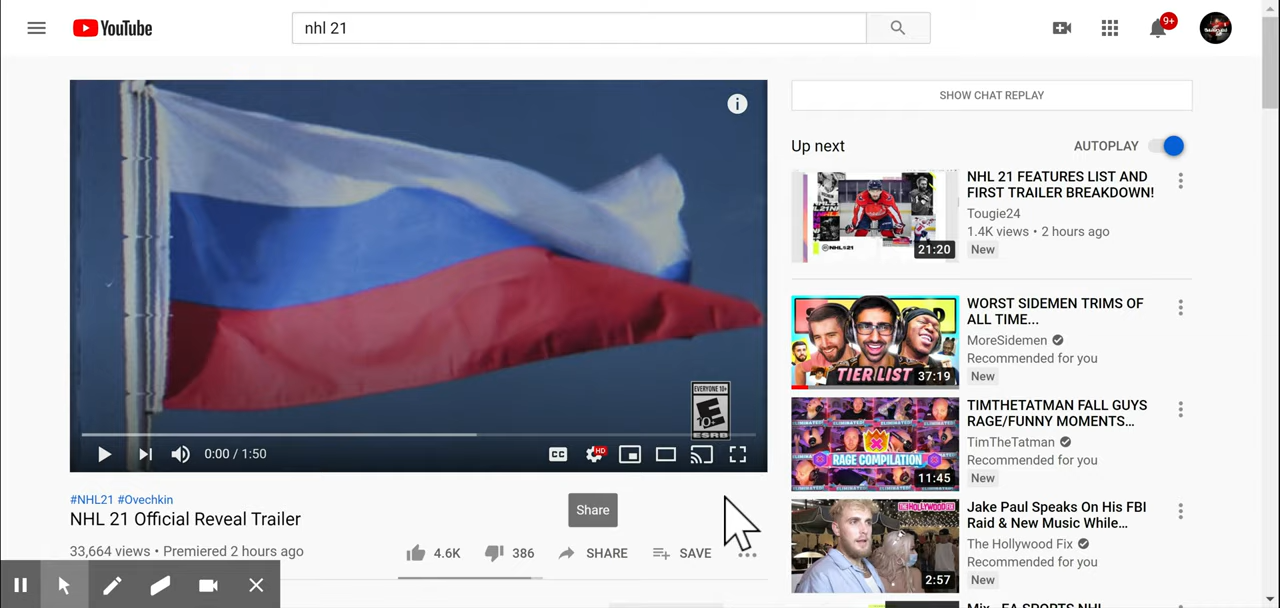 YouTube
nhl 21
9+
SHOW CHAT REPLAY
Up next
AUTOPLAY
NHL 21 FEATURES LIST AND
FIRST TRAILER BREAKDOWN!
Tougie24
1.4K views • 2 hours ago
New
21:20
WORST SIDEMEN TRIMS OF
ALL TIME...
MoreSidemen
Recommended for you
New
TIER LIST
37:19
TIMTHETATMAN FALL GUYS
RAGE/FUNNY MOMENTS...
TimTheTatman
Recommended for you
New
ELIMINATED!
RAGE COMPILATION
11:45
Jake Paul Speaks On His FBI
Raid & New Music While...
The Hollywood Fix
Recommended for you
New
2:57
EVERYONE 10+
E
10+
ESRB
0:00 / 1:50
CC
HD
#NHL21 #Ovechkin
NHL 21 Official Reveal Trailer
Share
33,664 views • Premiered 2 hours ago
4.6K
386
SHARE
SAVE